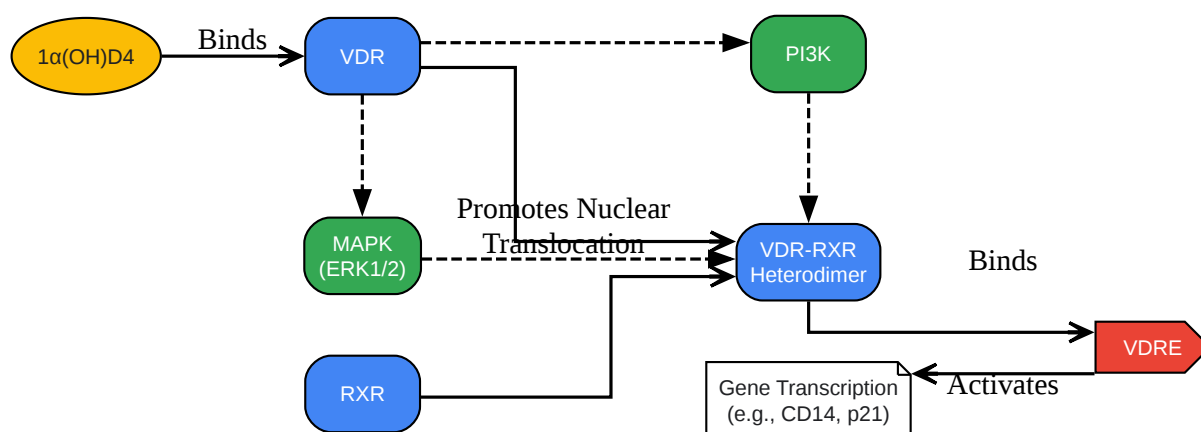 1α(OH)D4
Binds
VDR
PI3K
MAPK
(ERK1/2)
Promotes Nuclear
Translocation
VDR-RXR
Heterodimer
Binds
VDRE
RXR
Gene Transcription
(e.g., CD14, p21)
Activates